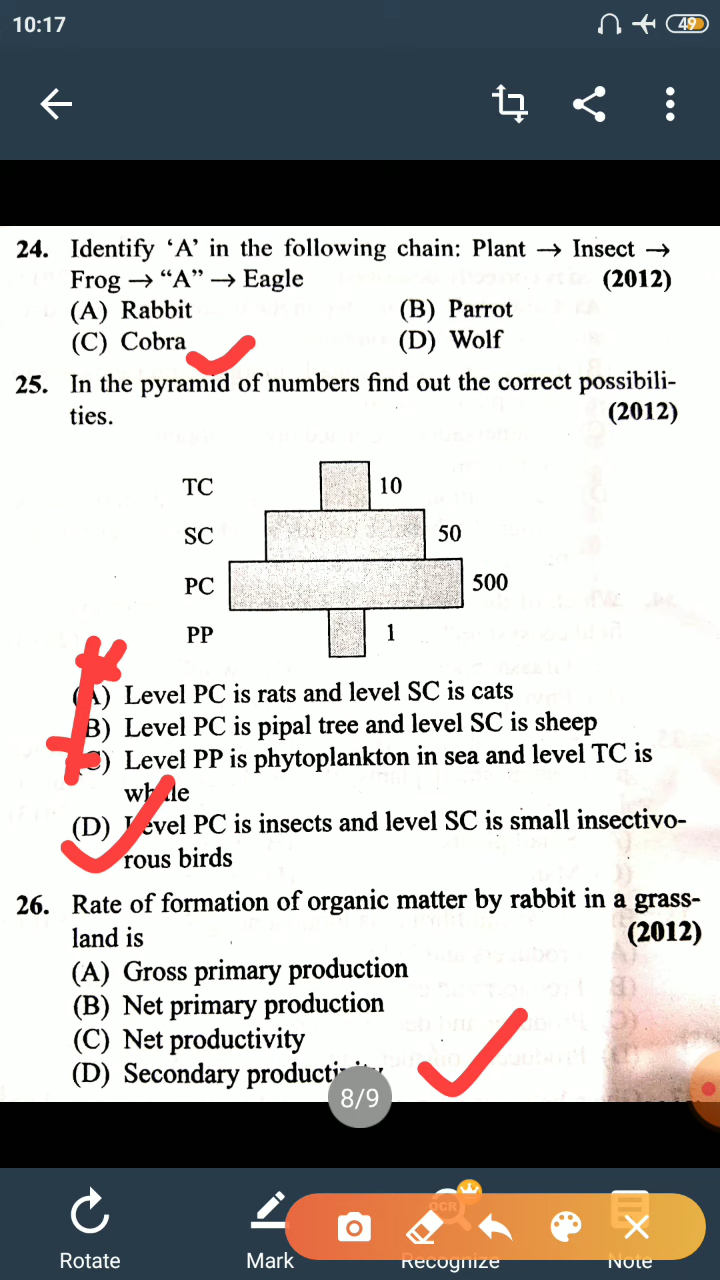 10:17
49
24. Identify ‘A’ in the following chain: Plant → Insect →
Frog → “A” → Eagle (2012)
(A) Rabbit (B) Parrot
(C) Cobra (D) Wolf
25. In the pyramid of numbers find out the correct possibili-
ties. (2012)
TC 10
SC 50
PC 500
PP 1
(A) Level PC is rats and level SC is cats
(B) Level PC is pipal tree and level SC is sheep
(C) Level PP is phytoplankton in sea and level TC is
whale
(D) Level PC is insects and level SC is small insectivo-
rous birds
26. Rate of formation of organic matter by rabbit in a grass-
land is (2012)
(A) Gross primary production
(B) Net primary production
(C) Net productivity
(D) Secondary productivity
8/9
OCR
Rotate Mark Recognize Note